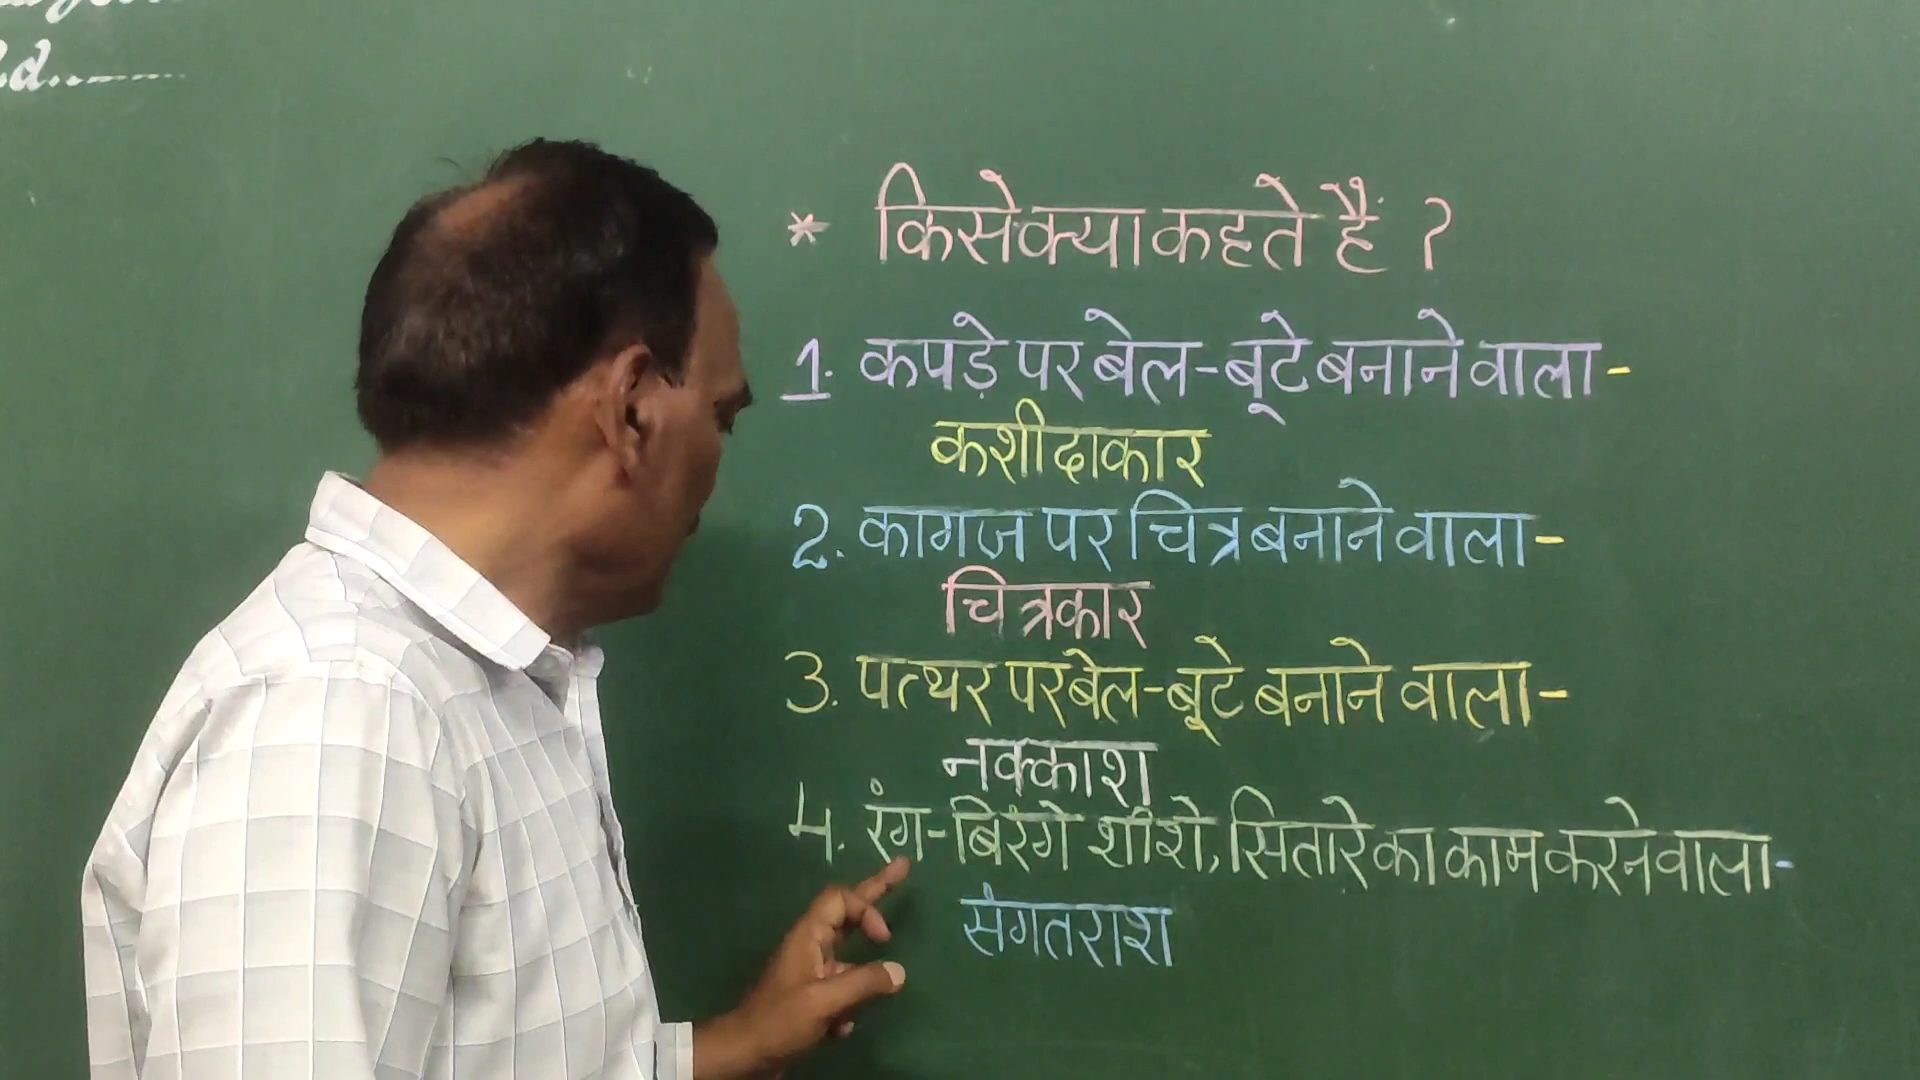 * किसे क्या कहते हैं ?
1. कपड़े पर बेल-बूटे बनाने वाला-
कशीदाकार
2. कागज पर चित्र बनाने वाला-
चित्रकार
3. पत्थर पर बेल-बूटे बनाने वाला-
नक्काश
4. रंग-बिरंगे शीशे, सितारे का काम करने वाला-
संगतराश